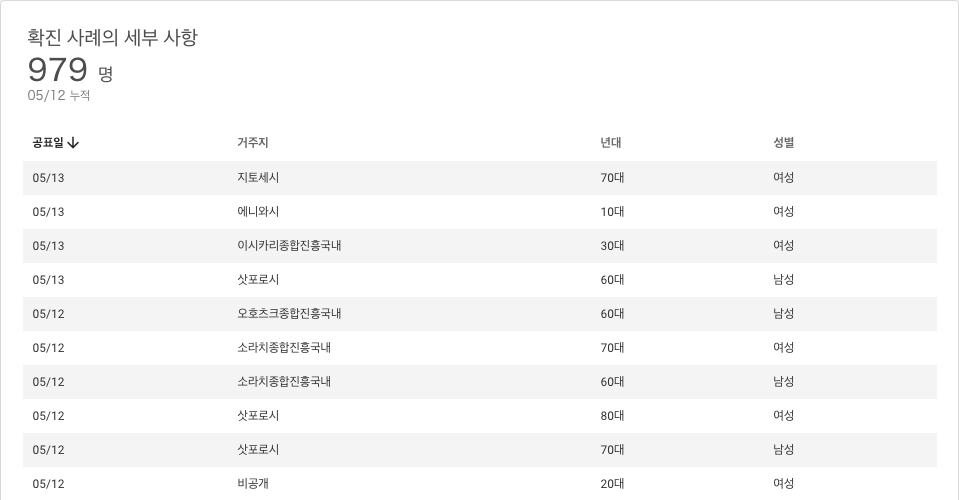 확진 사례의 세부 사항
979 명
05/12 누적
공표일 거주지 년대 성별
05/13 지토세시 70대 여성
05/13 에니와시 10대 여성
05/13 이시카리종합진흥국내 30대 여성
05/13 삿포로시 60대 남성
05/12 오호츠크종합진흥국내 60대 남성
05/12 소라치종합진흥국내 70대 여성
05/12 소라치종합진흥국내 60대 남성
05/12 삿포로시 80대 여성
05/12 삿포로시 70대 남성
05/12 비공개 20대 여성